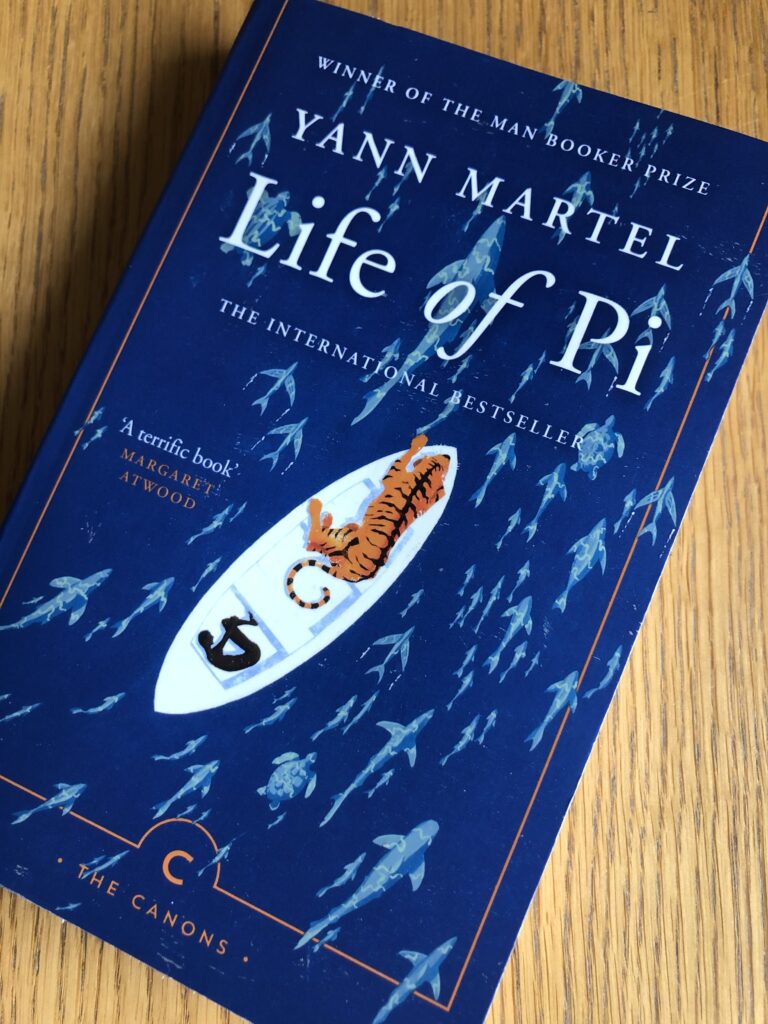 WINNER OF THE MAN BOOKER PRIZE
YANN MARTEL
Life of Pi
THE INTERNATIONAL BESTSELLER
‘A terrific book’
MARGARET
ATWOOD
C
• THE CANONS •